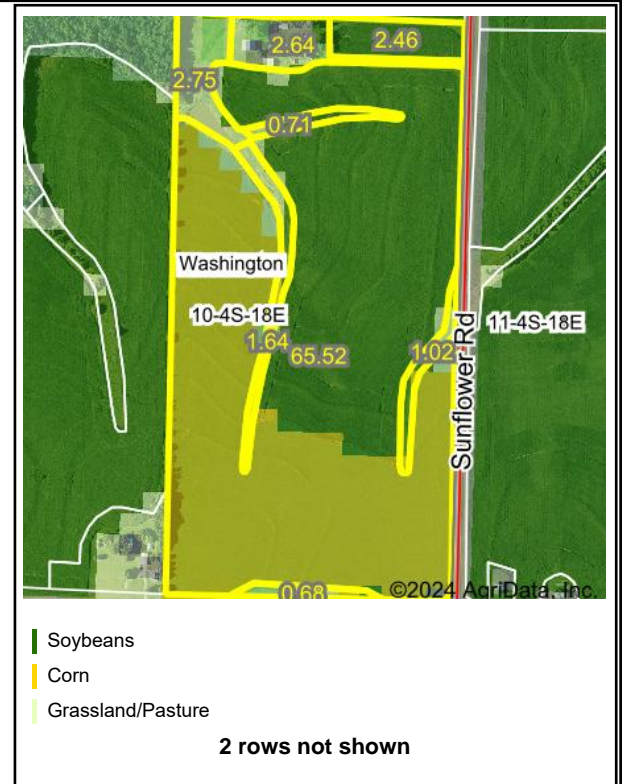 2.64
2.46
2.75
0.71
Washington
10-4S-18E
11-4S-18E
1.64
65.52
1.02
Sunflower Rd
0.68
©2024 AgriData, Inc.
Soybeans
Corn
Grassland/Pasture
2 rows not shown